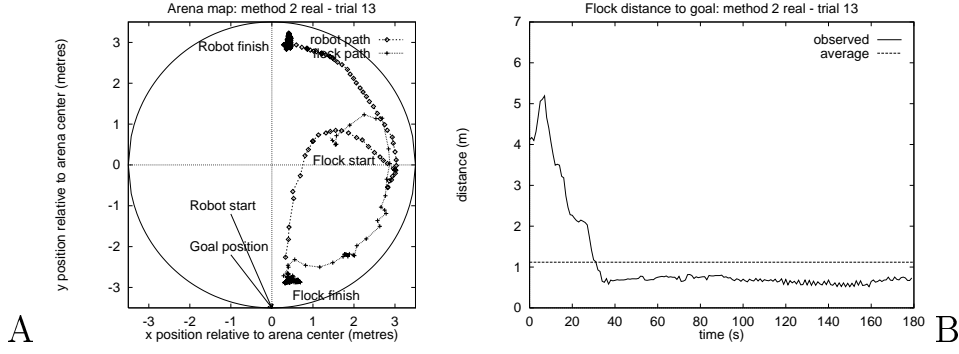 Arena map: method 2 real - trial 13
3
2
1
0
-1
-2
-3
y position relative to arena center (metres)
Robot finish
robot path
flock path
Flock start
Robot start
Goal position
Flock finish
-3 -2 -1 0 1 2 3
x position relative to arena center (metres)
A
Flock distance to goal: method 2 real - trial 13
7
6
5
4
3
2
1
0
distance (m)
observed
average
0 20 40 60 80 100 120 140 160 180
time (s)
B